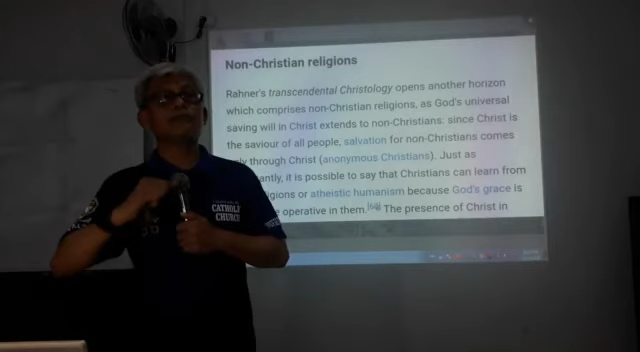 Non-Christian religions
Rahner's transcendental Christology opens another horizon
which comprises non-Christian religions, as God's universal
saving will in Christ extends to non-Christians: since Christ is
the saviour of all people, salvation for non-Christians comes
through Christ (anonymous Christians). Just as
it is possible to say that Christians can learn from
or atheistic humanism because God's grace is
operative in them. The presence of Christ in
CATHOLIC
CHURCH